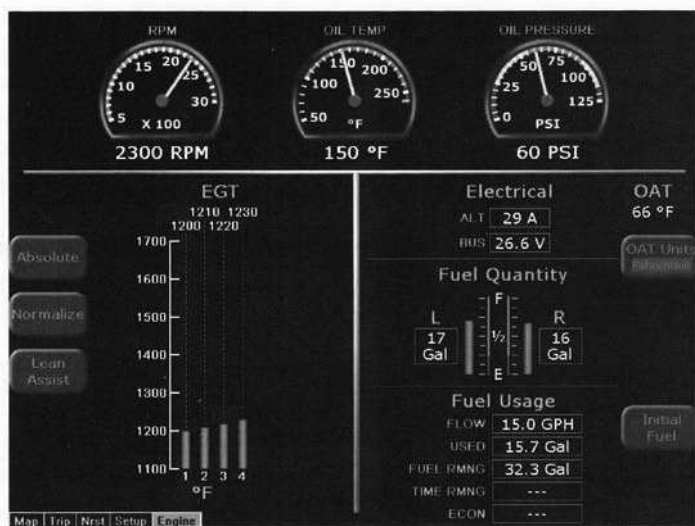 RPM
OIL TEMP
OIL PRESSURE
5 10 15 20 25 30
X 100
50 100 150 200 250
°F
0 25 50 75 100 125
PSI
2300 RPM
150 °F
60 PSI
EGT
1210 1230
1200 1220
1700
1600
1500
1400
1300
1200
1100
1 2 3 4
°F
Absolute
Normalize
Lean
Assist
Electrical
ALT 29 A
BUS 26.6 V
OAT
66 °F
OAT Units
Fuel Quantity
L
17
Gal
F
1/2
E
R
16
Gal
Fuel Usage
FLOW 15.0 GPH
USED 15.7 Gal
FUEL RMNG 32.3 Gal
TIME RMNG ---
ECON ---
Initial
Fuel
Map Trip Nrst Setup Engine